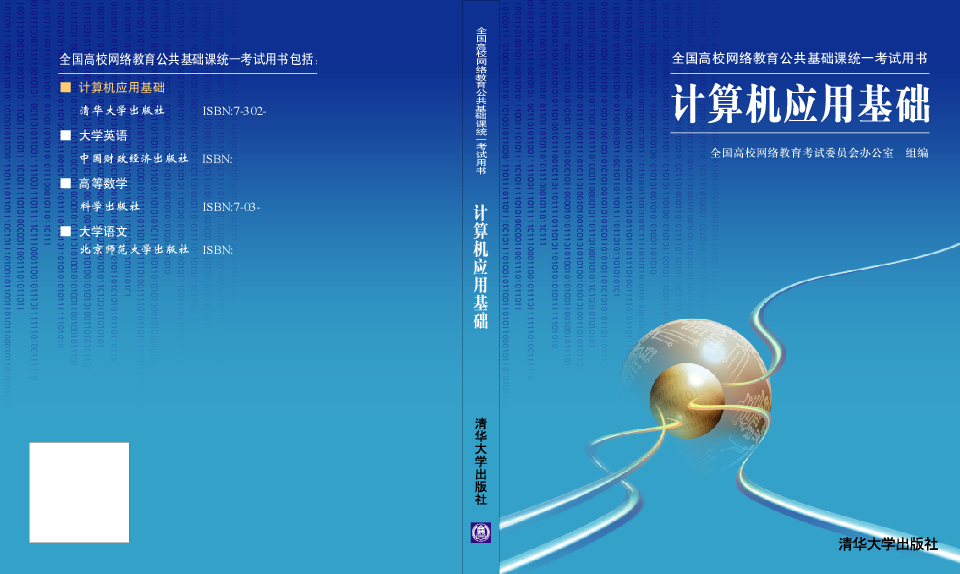 全国高校网络教育公共基础课统一考试用书包括：
计算机应用基础
清华大学出版社 ISBN:7-302-
大学英语
中国财政经济出版社 ISBN:
高等数学
科学出版社 ISBN:7-03-
大学语文
北京师范大学出版社 ISBN:
全国高校网络教育公共基础课统一考试用书
计算机应用基础
清华大学出版社
全国高校网络教育公共基础课统一考试用书
计算机应用基础
全国高校网络教育考试委员会办公室 组编
清华大学出版社